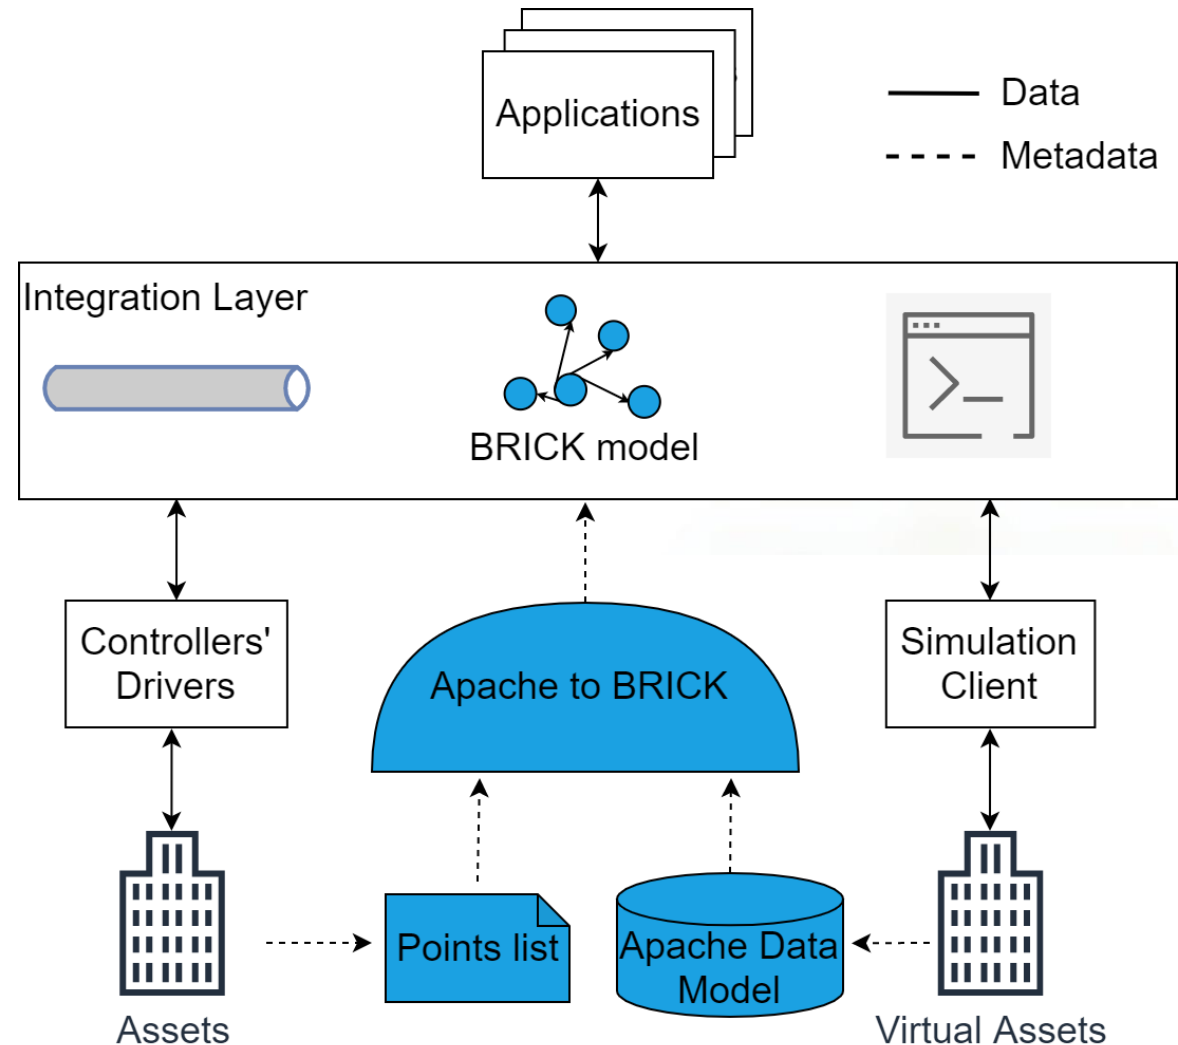 Applications
Data
Metadata
Integration Layer
BRICK model
Controllers'
Drivers
Apache to BRICK
Simulation
Client
Points list
Apache Data
Model
Assets
Virtual Assets